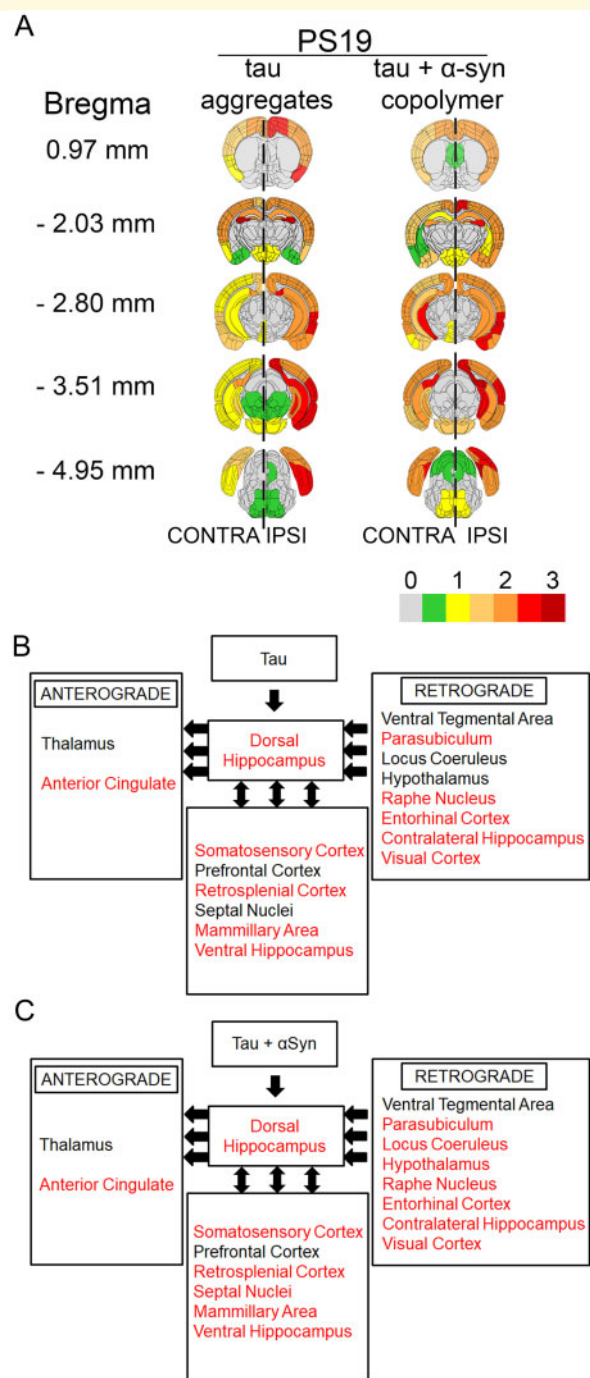 A
PS19
tau
aggregates
tau + α-syn
copolymer
Bregma
0.97 mm
- 2.03 mm
- 2.80 mm
- 3.51 mm
- 4.95 mm
CONTRA IPSI
CONTRA IPSI
0 1 2 3
B
Tau
ANTEROGRADE
Thalamus
Anterior Cingulate
Dorsal
Hippocampus
RETROGRADE
Ventral Tegmental Area
Parasubiculum
Locus Coeruleus
Hypothalamus
Raphe Nucleus
Entorhinal Cortex
Contralateral Hippocampus
Visual Cortex
Somatosensory Cortex
Prefrontal Cortex
Retrosplenial Cortex
Septal Nuclei
Mammillary Area
Ventral Hippocampus
C
Tau + αSyn
ANTEROGRADE
Thalamus
Anterior Cingulate
Dorsal
Hippocampus
RETROGRADE
Ventral Tegmental Area
Parasubiculum
Locus Coeruleus
Hypothalamus
Raphe Nucleus
Entorhinal Cortex
Contralateral Hippocampus
Visual Cortex
Somatosensory Cortex
Prefrontal Cortex
Retrosplenial Cortex
Septal Nuclei
Mammillary Area
Ventral Hippocampus